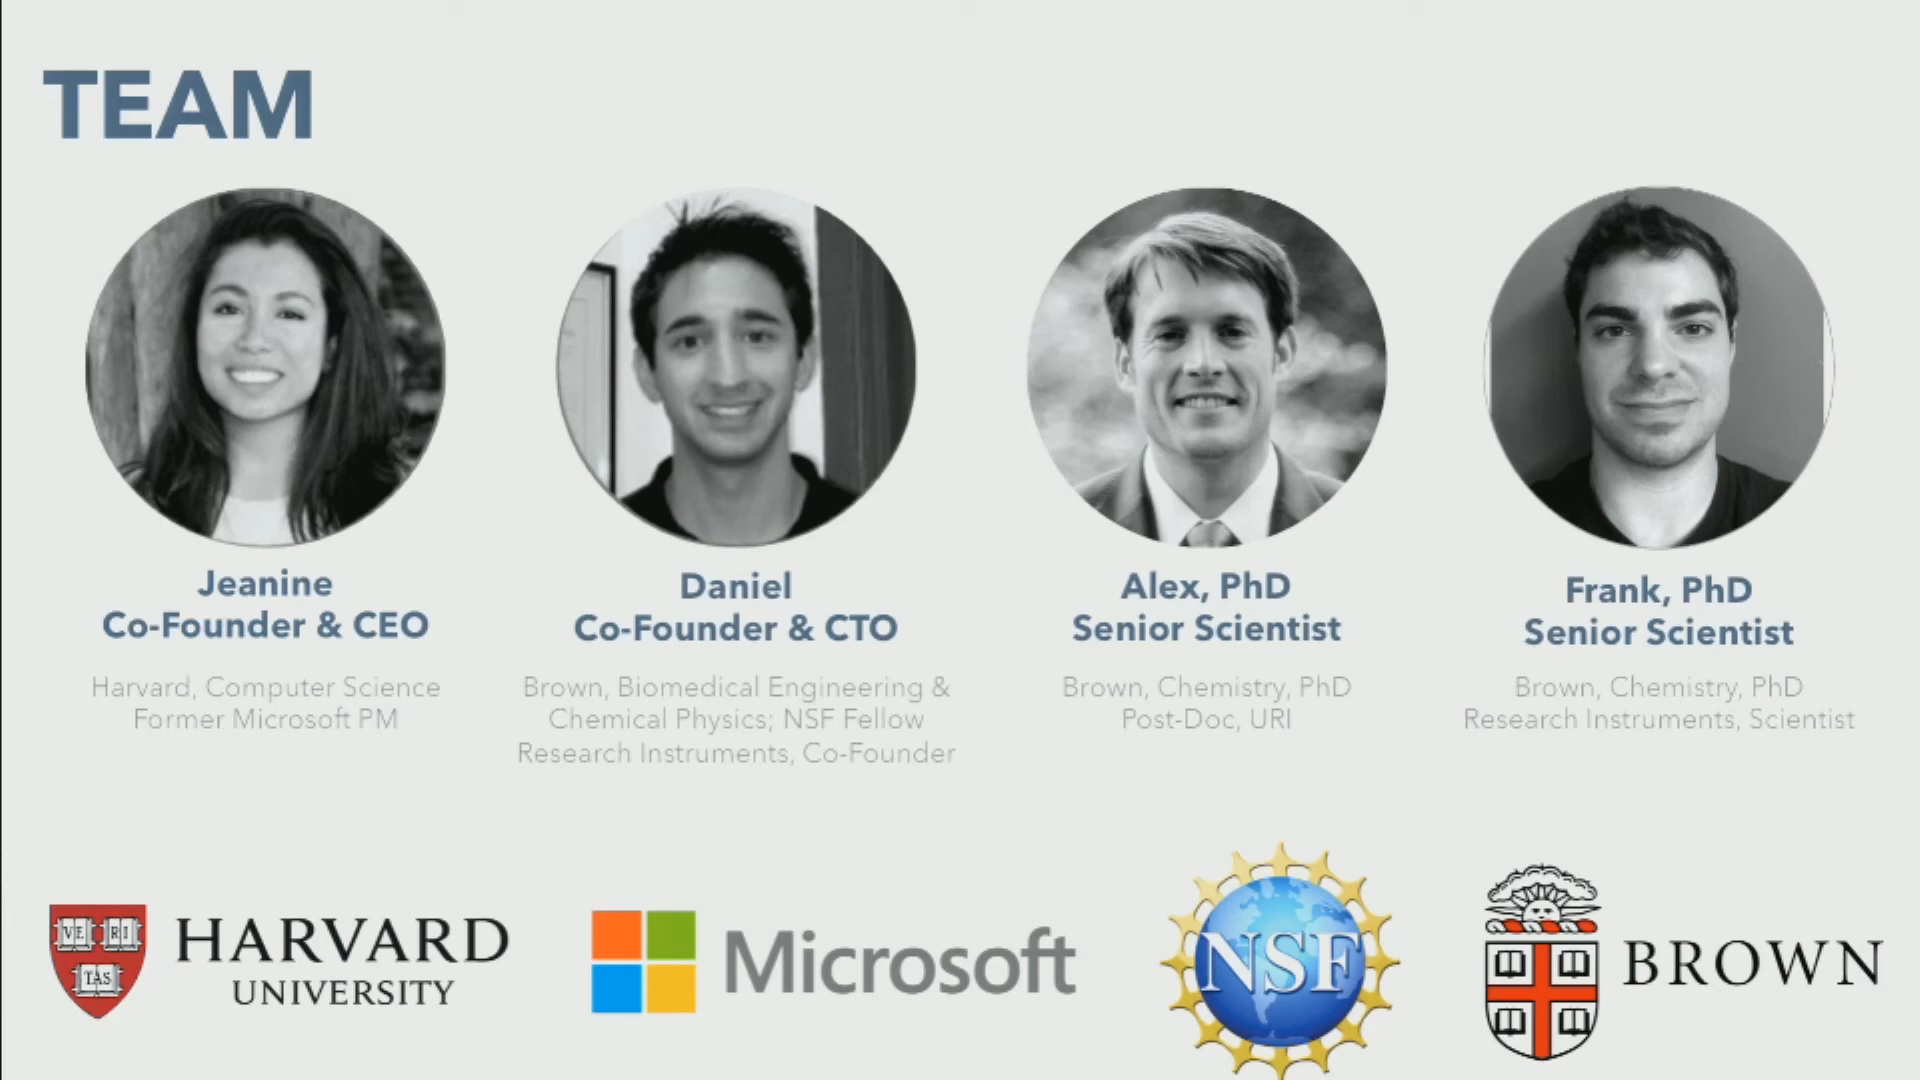 TEAM
Jeanine
Co-Founder & CEO
Harvard, Computer Science
Former Microsoft PM
Daniel
Co-Founder & CTO
Brown, Biomedical Engineering &
Chemical Physics; NSF Fellow
Research Instruments, Co-Founder
Alex, PhD
Senior Scientist
Brown, Chemistry, PhD
Post-Doc, URI
Frank, PhD
Senior Scientist
Brown, Chemistry, PhD
Research Instruments, Scientist
VE RI
TAS
HARVARD
UNIVERSITY
Microsoft
NSF
BROWN